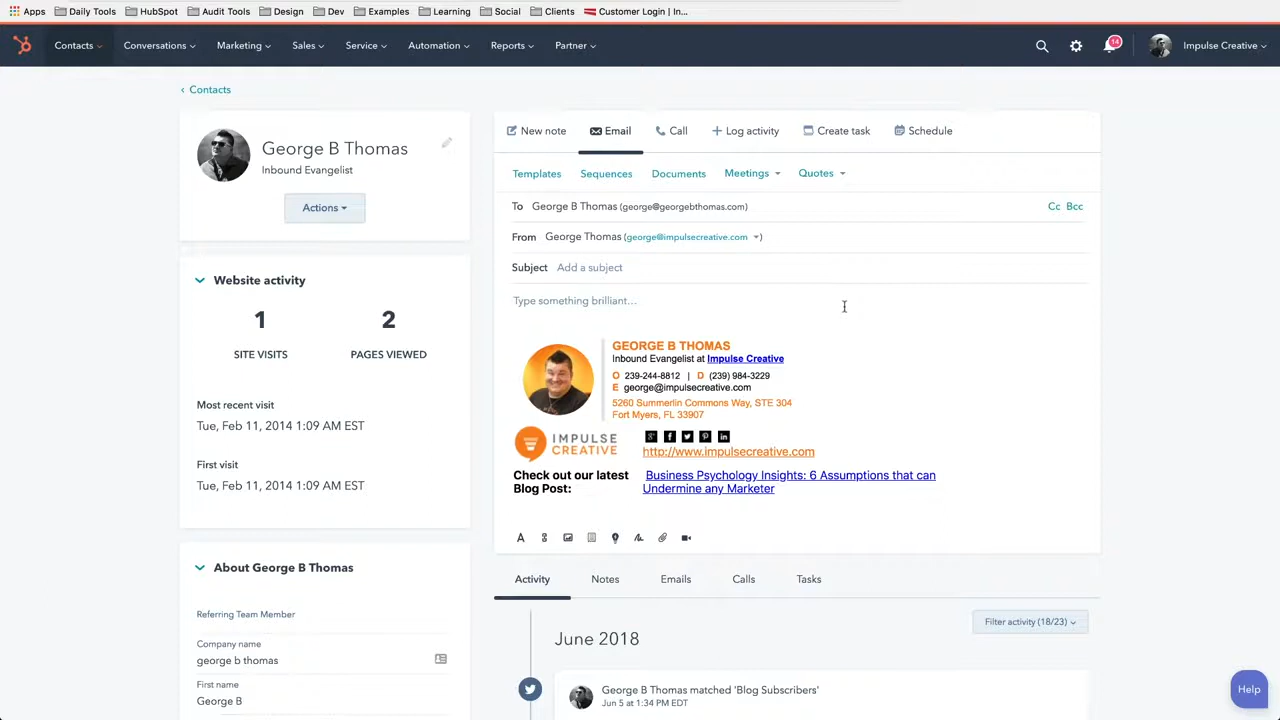 Apps Daily Tools HubSpot Audit Tools Design Dev Examples Learning Social Clients Customer Login | In...
Contacts Conversations Marketing Sales Service Automation Reports Partner 14 Impulse Creative
‹ Contacts
George B Thomas
Inbound Evangelist
Actions
Website activity
1 2
SITE VISITS PAGES VIEWED
Most recent visit
Tue, Feb 11, 2014 1:09 AM EST
First visit
Tue, Feb 11, 2014 1:09 AM EST
About George B Thomas
Referring Team Member
Company name
george b thomas
First name
George B
New note Email Call Log activity Create task Schedule
Templates Sequences Documents Meetings Quotes
To George B Thomas (george@georgebthomas.com) Cc Bcc
From George Thomas (george@impulsecreative.com)
Subject Add a subject
Type something brilliant...
GEORGE B THOMAS
Inbound Evangelist at Impulse Creative
O 239-244-8812 | D (239) 984-3229
E george@impulsecreative.com
5260 Summerlin Commons Way, STE 304
Fort Myers, FL 33907
IMPULSE
CREATIVE
http://www.impulsecreative.com
Check out our latest Business Psychology Insights: 6 Assumptions that can
Blog Post: Undermine any Marketer
Activity Notes Emails Calls Tasks
Filter activity (18/23)
June 2018
George B Thomas matched 'Blog Subscribers'
Jun 5 at 1:34 PM EDT
Help